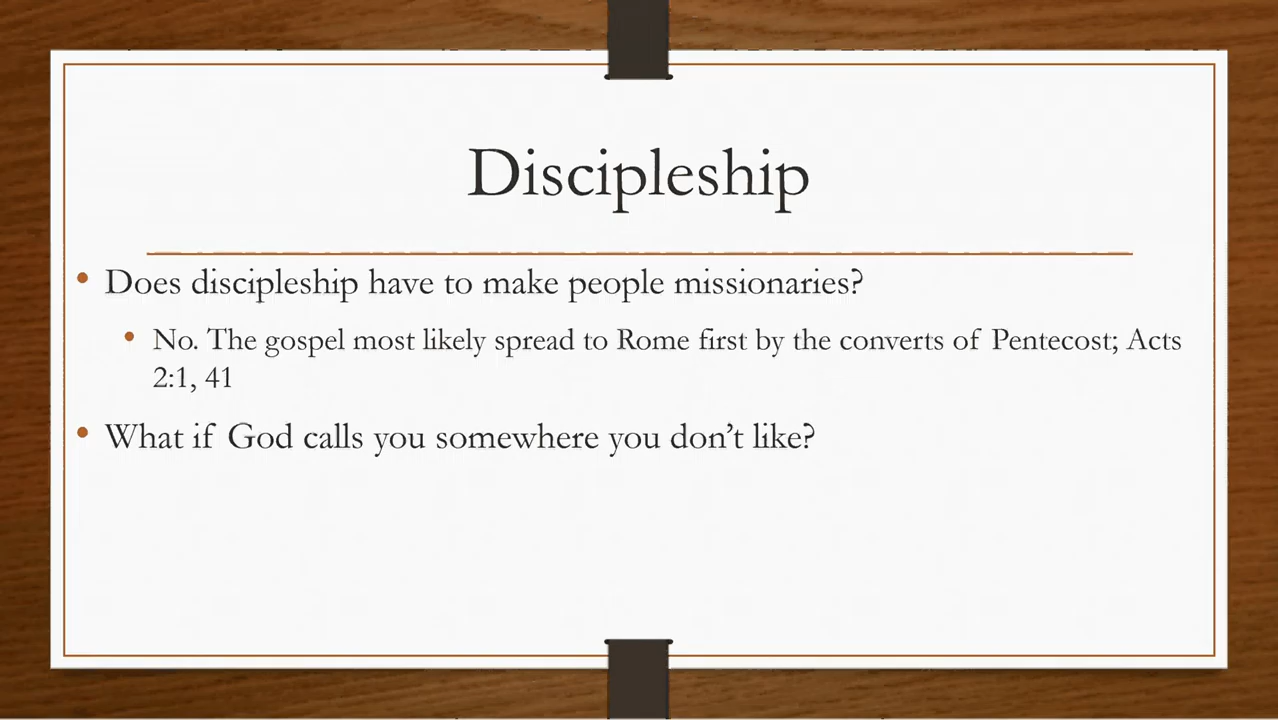 Discipleship
• Does discipleship have to make people missionaries?
• No. The gospel most likely spread to Rome first by the converts of Pentecost; Acts
2:1, 41
• What if God calls you somewhere you don’t like?